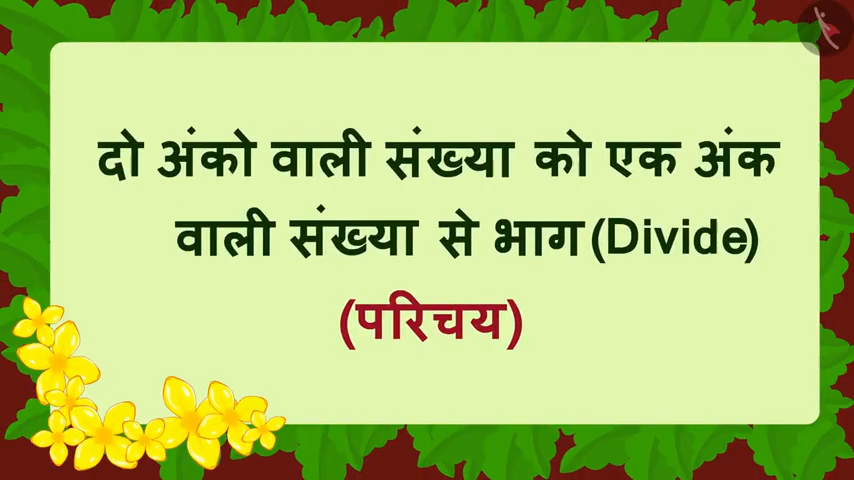 दो अंको वाली संख्या को एक अंक
वाली संख्या से भाग(Divide)
(परिचय)